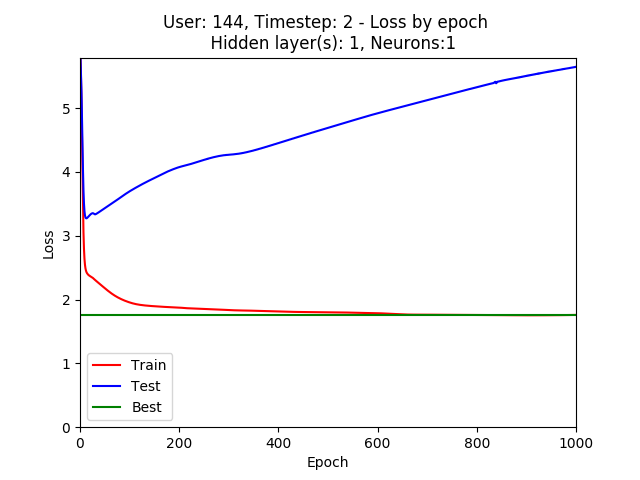 User: 144, Timestep: 2 - Loss by epoch
Hidden layer(s): 1, Neurons:1
Loss
5
4
3
2
1
0
Train
Test
Best
0 200 400 600 800 1000
Epoch